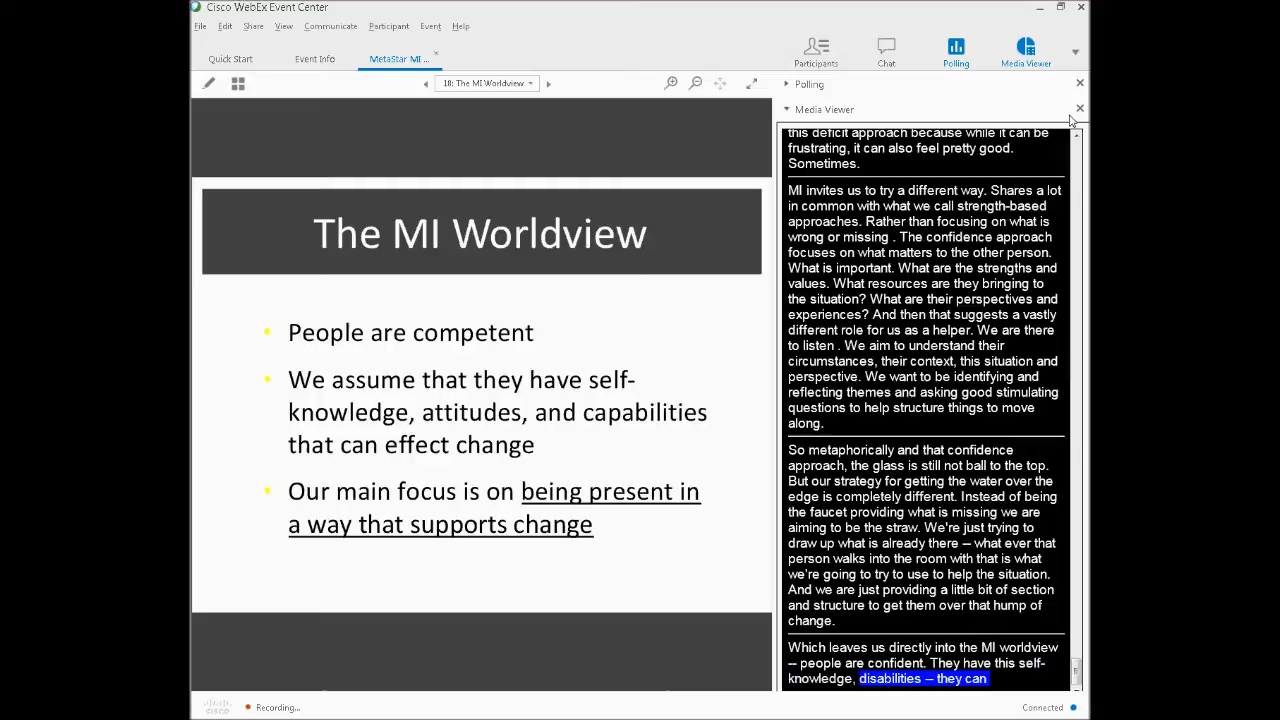 Cisco WebEx Event Center
File Edit Share View Communicate Participant Event Help
Quick Start Event Info MetaStar MI ...
Participants Chat Polling Media Viewer
18: The MI Worldview
The MI Worldview
• People are competent
• We assume that they have self-
knowledge, attitudes, and capabilities
that can effect change
• Our main focus is on being present in
a way that supports change
Polling
Media Viewer
this deficit approach because while it can be
frustrating, it can also feel pretty good.
Sometimes.
MI invites us to try a different way. Shares a lot
in common with what we call strength-based
approaches. Rather than focusing on what is
wrong or missing . The confidence approach
focuses on what matters to the other person.
What is important. What are the strengths and
values. What resources are they bringing to
the situation? What are their perspectives and
experiences? And then that suggests a vastly
different role for us as a helper. We are there
to listen . We aim to understand their
circumstances, their context, this situation and
perspective. We want to be identifying and
reflecting themes and asking good stimulating
questions to help structure things to move
along.
So metaphorically and that confidence
approach, the glass is still not ball to the top.
But our strategy for getting the water over the
edge is completely different. Instead of being
the faucet providing what is missing we are
aiming to be the straw. We're just trying to
draw up what is already there -- what ever that
person walks into the room with that is what
we're going to try to use to help the situation.
And we are just providing a little bit of section
and structure to get them over that hump of
change.
Which leaves us directly into the MI worldview
-- people are confident. They have this self-
knowledge, disabilities -- they can
CISCO
Recording...
Connected